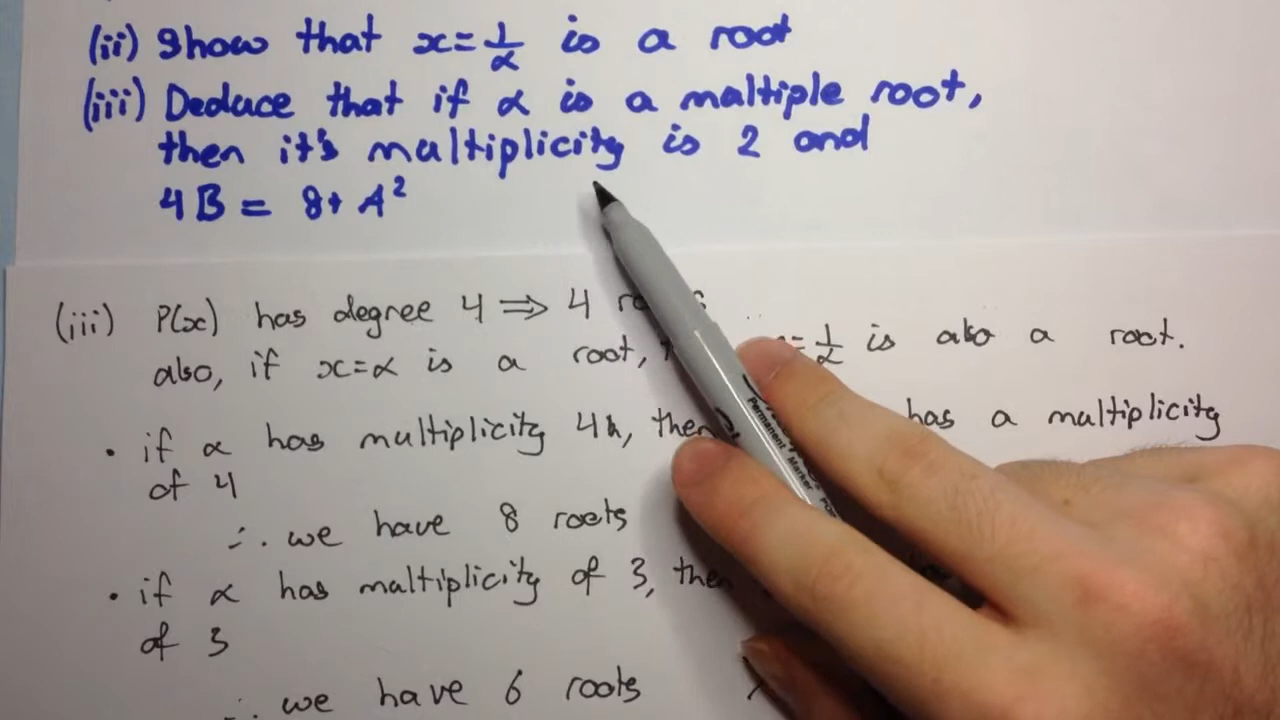 (ii) Show that x = 1/α is a root
(iii) Deduce that if α is a multiple root,
then it's multiplicity is 2 and
4B = 8 + A²
(iii) P(x) has degree 4 ⇒ 4
also, if x = α is a root, = 1/α is also a root.
• if α has multiplicity 4, then has a multiplicity
of 4
∴ we have 8 roots
• if α has multiplicity of 3, then
of 3
∴ we have 6 roots
Permanent Marker